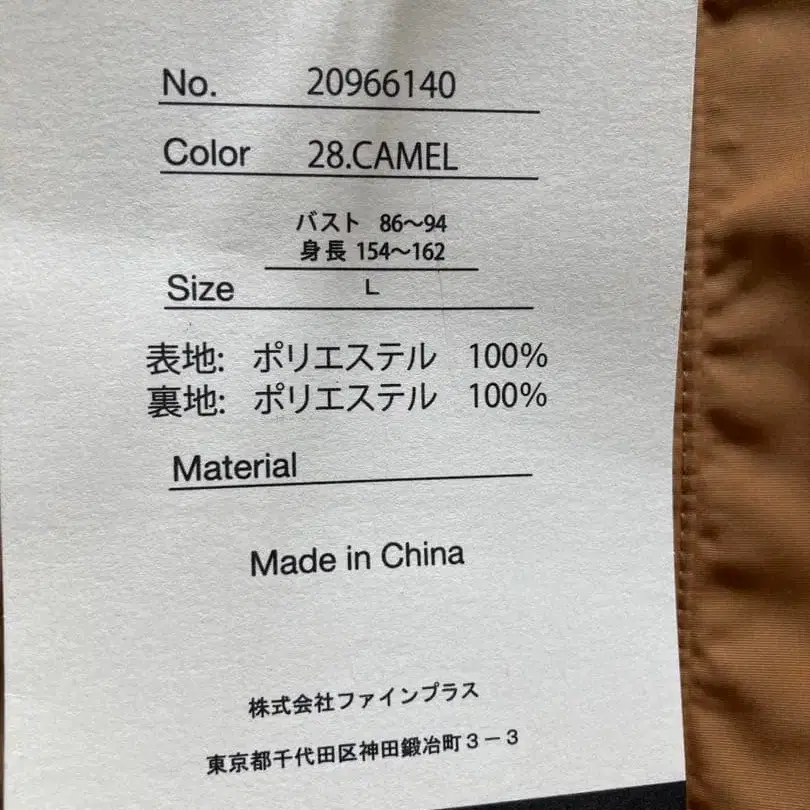 No. 20966140
Color 28.CAMEL
バスト 86〜94
身長 154〜162
Size L
表地: ポリエステル 100%
裏地: ポリエステル 100%
Material
Made in China
株式会社ファインプラス
東京都千代田区神田鍛冶町3−3